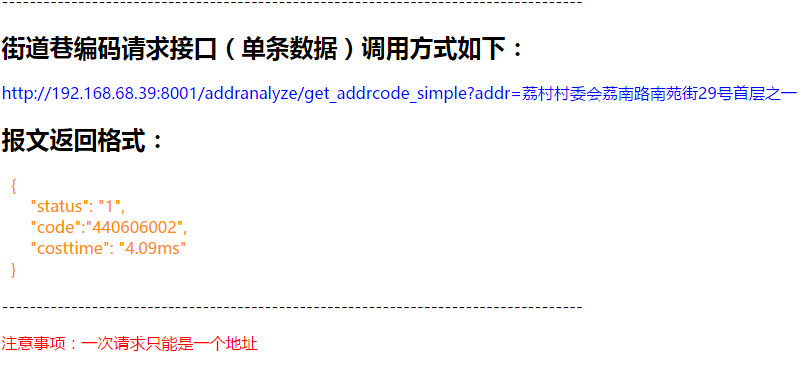 -----------------------------------------------------------------------------------
街道巷编码请求接口（单条数据）调用方式如下：
http://192.168.68.39:8001/addranalyze/get_addrcode_simple?addr=荔村村委会荔南路南苑街29号首层之一
报文返回格式：
{
"status": "1",
"code":"440606002",
"costtime": "4.09ms"
}
-----------------------------------------------------------------------------------
注意事项：一次请求只能是一个地址